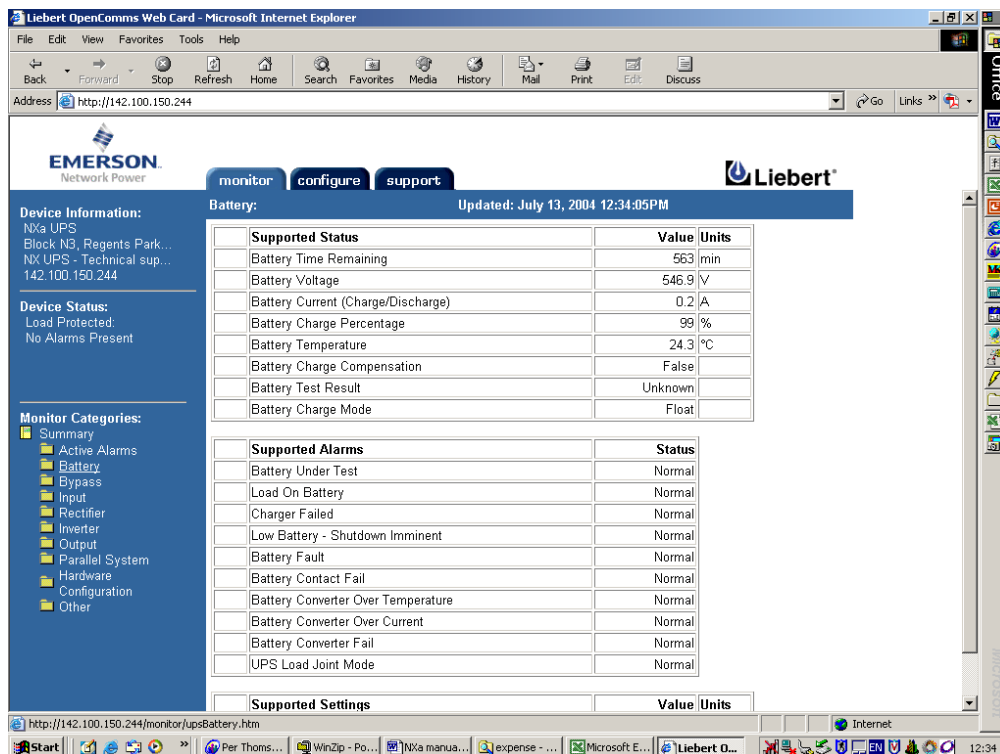 Liebert OpenComms Web Card - Microsoft Internet Explorer
File Edit View Favorites Tools Help
Back Forward Stop Refresh Home Search Favorites Media History Mail Print Edit Discuss
Address http://142.100.150.244 Go Links »
Office
EMERSON
Network Power
monitor configure support
Liebert
Battery: Updated: July 13, 2004 12:34:05PM
Device Information:
NXa UPS
Block N3, Regents Park...
NX UPS - Technical sup...
142.100.150.244
Device Status:
Load Protected:
No Alarms Present
Monitor Categories:
Summary
Active Alarms
Battery
Bypass
Input
Rectifier
Inverter
Output
Parallel System
Hardware
Configuration
Other
Supported Status Value Units
Battery Time Remaining 563 min
Battery Voltage 546.9 V
Battery Current (Charge/Discharge) 0.2 A
Battery Charge Percentage 99 %
Battery Temperature 24.3 °C
Battery Charge Compensation False
Battery Test Result Unknown
Battery Charge Mode Float
Supported Alarms Status
Battery Under Test Normal
Load On Battery Normal
Charger Failed Normal
Low Battery - Shutdown Imminent Normal
Battery Fault Normal
Battery Contact Fail Normal
Battery Converter Over Temperature Normal
Battery Converter Over Current Normal
Battery Converter Fail Normal
UPS Load Joint Mode Normal
Supported Settings Value Units
http://142.100.150.244/monitor/upsBattery.htm Internet
Start » Per Thoms... WinZip - Po... NXa manua... expense - ... Microsoft E... Liebert O... EN